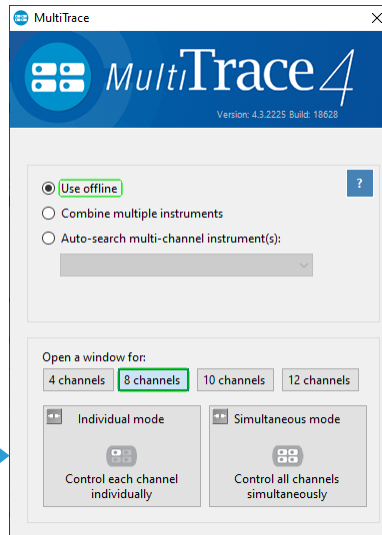 MultiTrace
MultiTrace 4
Version: 4.3.2225 Build: 18628
Use offline
?
Combine multiple instruments
Auto-search multi-channel instrument(s):
Open a window for:
4 channels 8 channels 10 channels 12 channels
Individual mode Simultaneous mode
Control each channel Control all channels
individually simultaneously